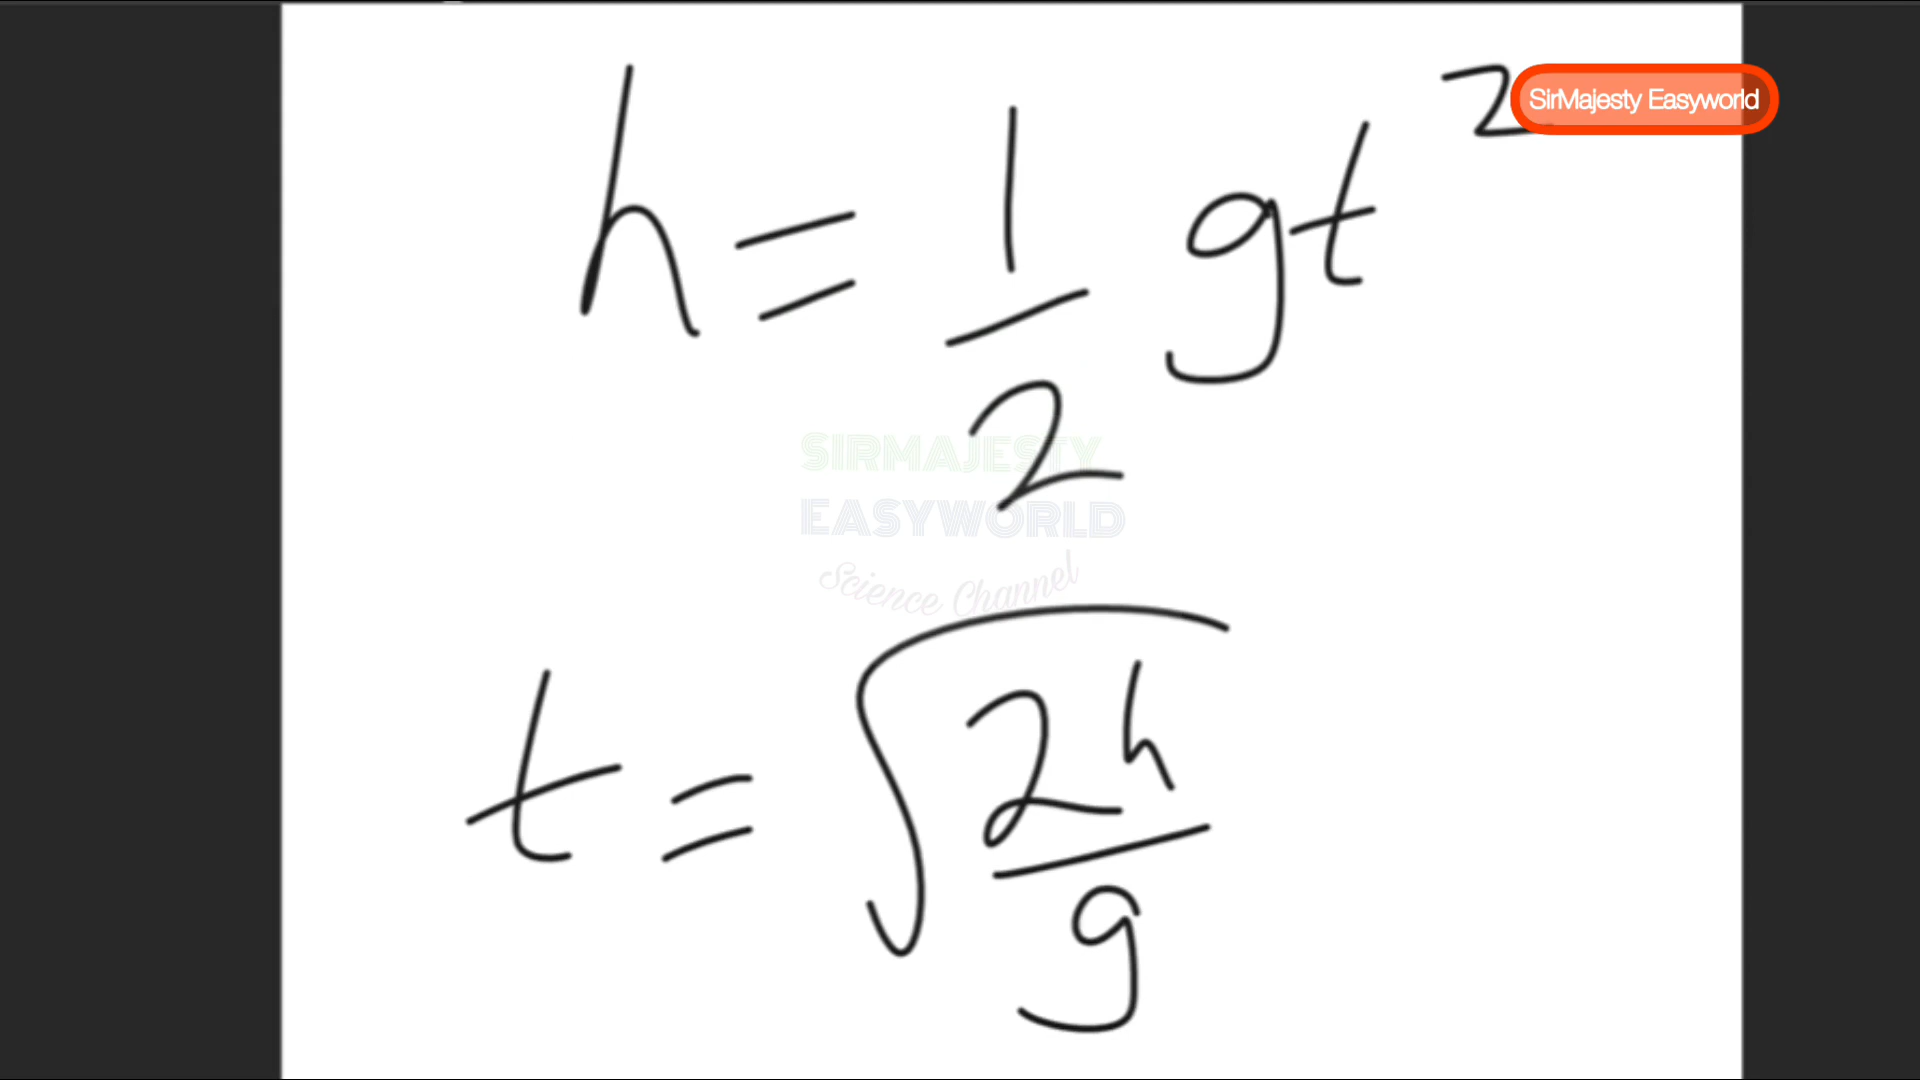 SirMajesty Easyworld
h = 1/2 gt²
SIRMAJESTY
EASYWORLD
Science Channel
t = √(2h/g)